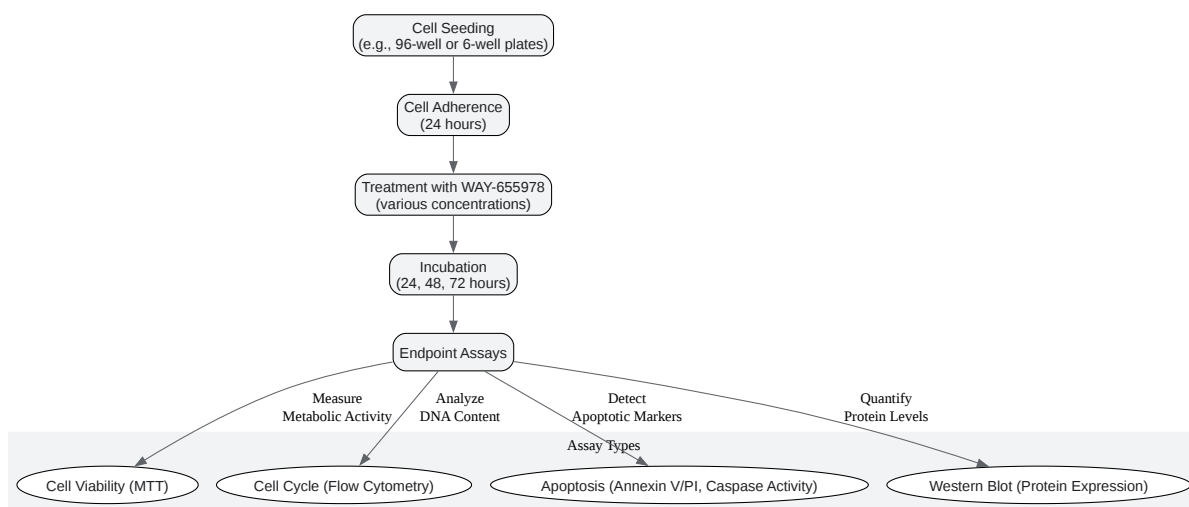 Cell Seeding
(e.g., 96-well or 6-well plates)
Cell Adherence
(24 hours)
Treatment with WAY-655978
(various concentrations)
Incubation
(24, 48, 72 hours)
Endpoint Assays
Measure
Metabolic Activity
Analyze
DNA Content
Detect
Apoptotic Markers
Quantify
Protein Levels
Assay Types
Cell Viability (MTT)
Cell Cycle (Flow Cytometry)
Apoptosis (Annexin V/PI, Caspase Activity)
Western Blot (Protein Expression)